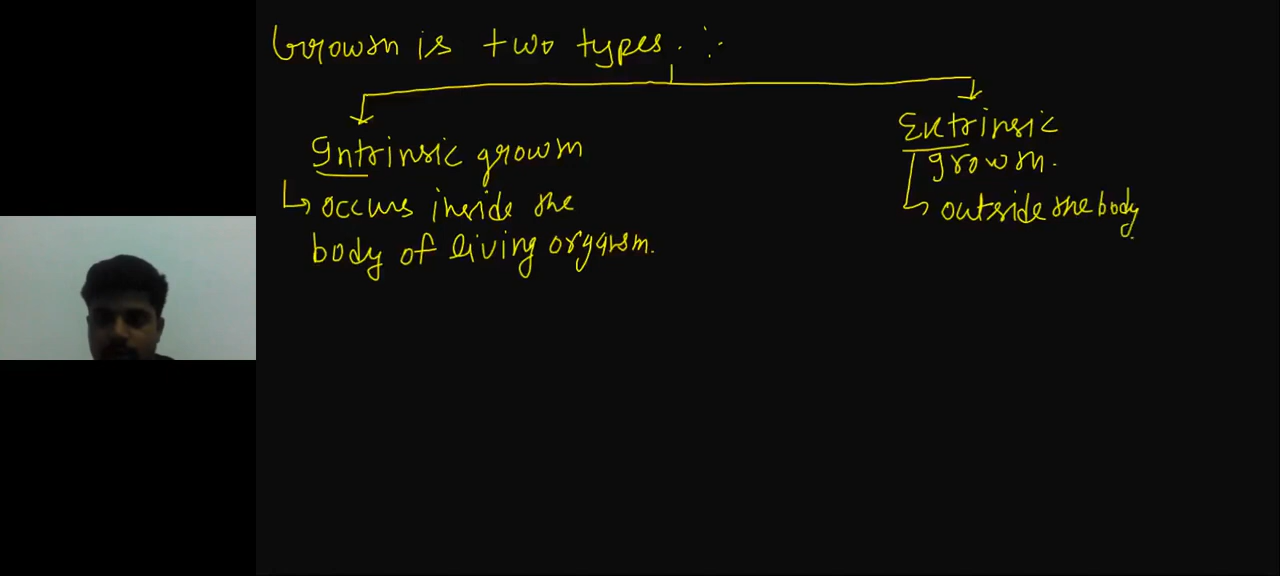 Growth is two types :
Intrinsic growth
occurs inside the
body of living organism.
Extrinsic
growth.
outside the body